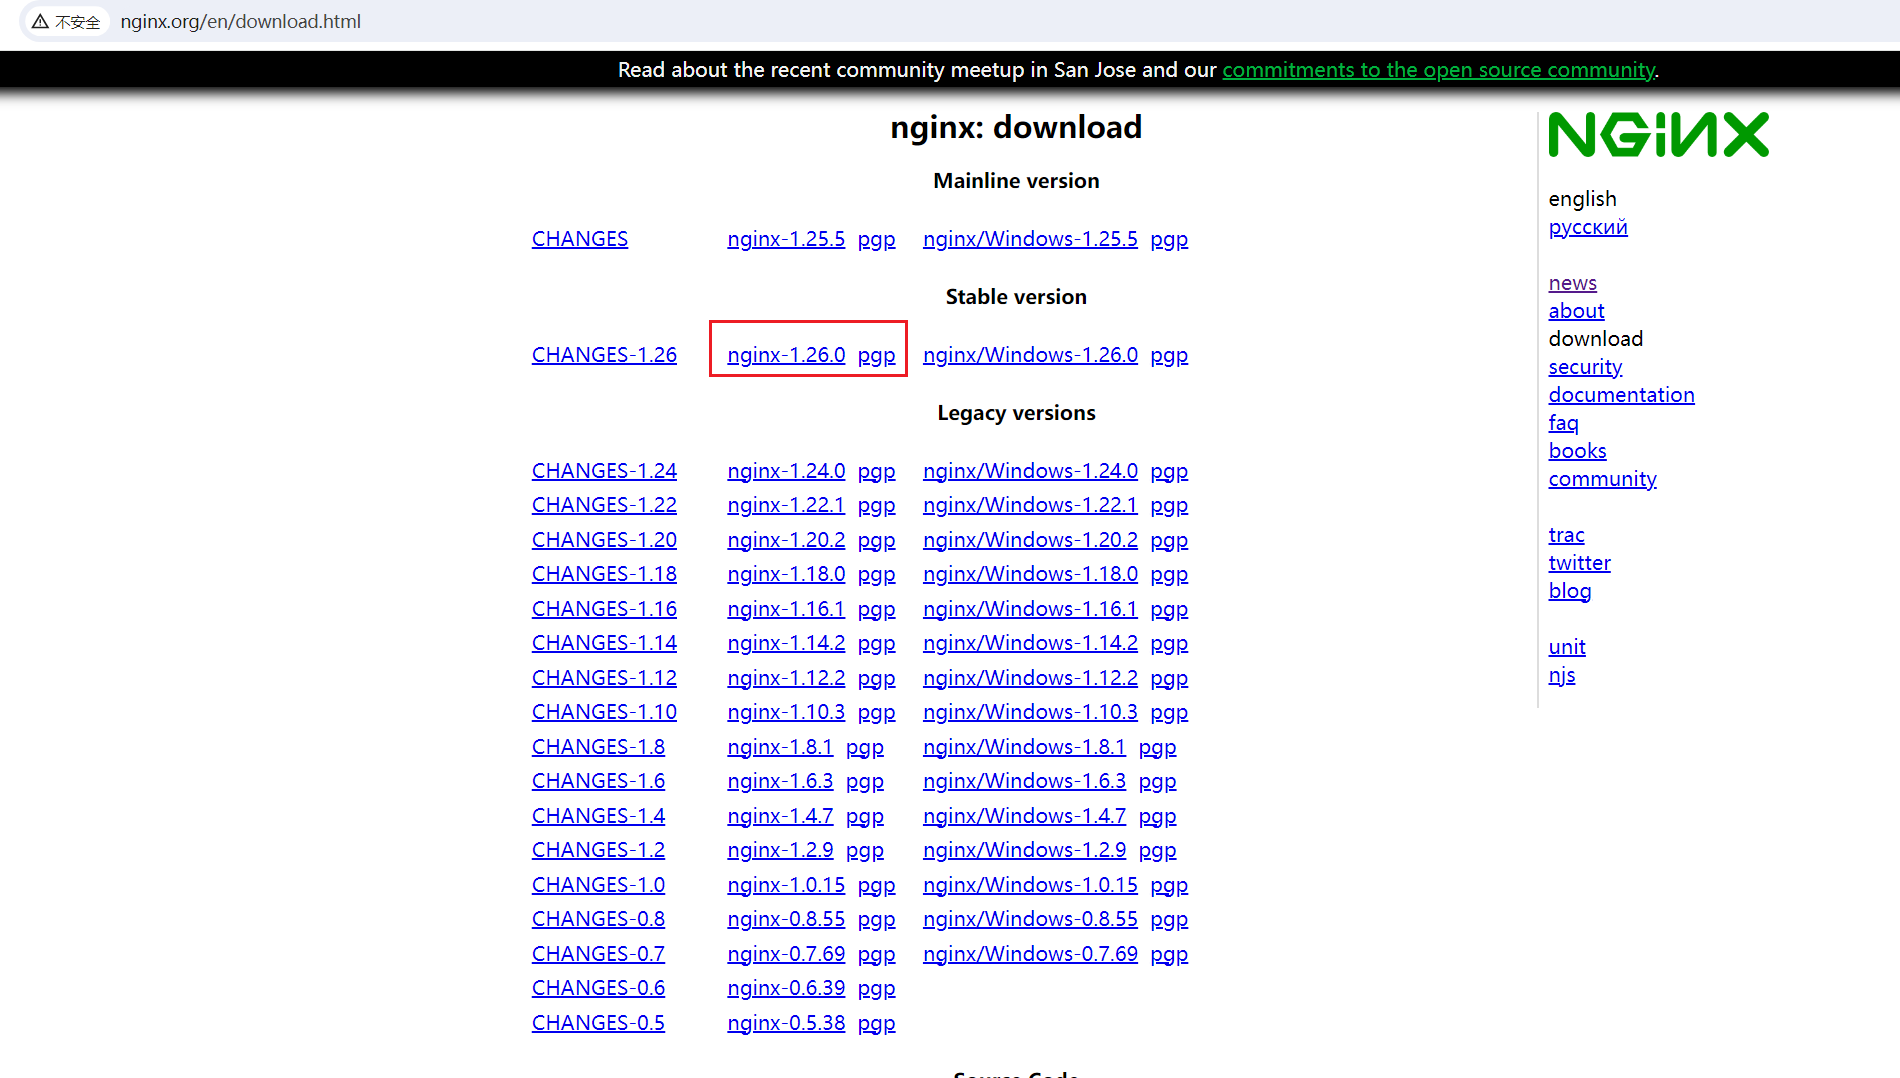 不安全 nginx.org/en/download.html
Read about the recent community meetup in San Jose and our commitments to the open source community.
nginx: download
Mainline version
CHANGES nginx-1.25.5 pgp nginx/Windows-1.25.5 pgp
Stable version
CHANGES-1.26 nginx-1.26.0 pgp nginx/Windows-1.26.0 pgp
Legacy versions
CHANGES-1.24 nginx-1.24.0 pgp nginx/Windows-1.24.0 pgp
CHANGES-1.22 nginx-1.22.1 pgp nginx/Windows-1.22.1 pgp
CHANGES-1.20 nginx-1.20.2 pgp nginx/Windows-1.20.2 pgp
CHANGES-1.18 nginx-1.18.0 pgp nginx/Windows-1.18.0 pgp
CHANGES-1.16 nginx-1.16.1 pgp nginx/Windows-1.16.1 pgp
CHANGES-1.14 nginx-1.14.2 pgp nginx/Windows-1.14.2 pgp
CHANGES-1.12 nginx-1.12.2 pgp nginx/Windows-1.12.2 pgp
CHANGES-1.10 nginx-1.10.3 pgp nginx/Windows-1.10.3 pgp
CHANGES-1.8 nginx-1.8.1 pgp nginx/Windows-1.8.1 pgp
CHANGES-1.6 nginx-1.6.3 pgp nginx/Windows-1.6.3 pgp
CHANGES-1.4 nginx-1.4.7 pgp nginx/Windows-1.4.7 pgp
CHANGES-1.2 nginx-1.2.9 pgp nginx/Windows-1.2.9 pgp
CHANGES-1.0 nginx-1.0.15 pgp nginx/Windows-1.0.15 pgp
CHANGES-0.8 nginx-0.8.55 pgp nginx/Windows-0.8.55 pgp
CHANGES-0.7 nginx-0.7.69 pgp nginx/Windows-0.7.69 pgp
CHANGES-0.6 nginx-0.6.39 pgp
CHANGES-0.5 nginx-0.5.38 pgp
Source Code
NGINX
english
русский
news
about
download
security
documentation
faq
books
community
trac
twitter
blog
unit
njs